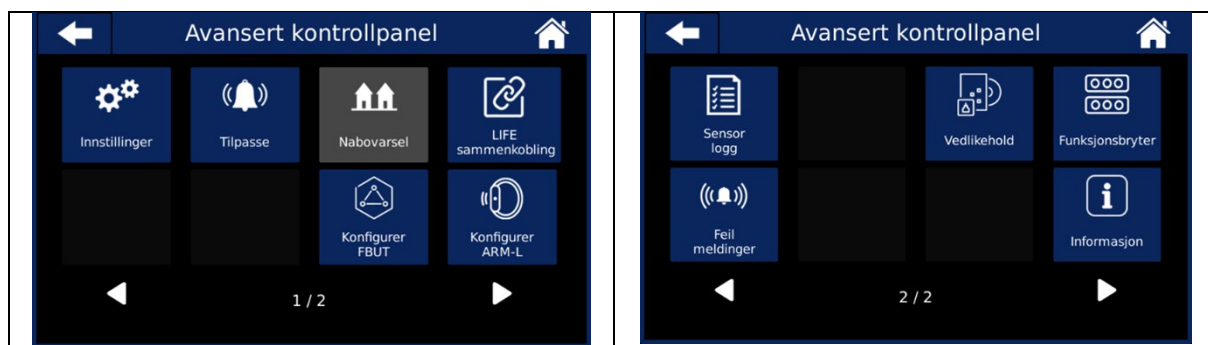 Avansert kontrollpanel
Innstillinger
Tilpasse
Nabovarsel
LIFE
sammenkobling
Konfigurer
FBUT
Konfigurer
ARM-L
1 / 2
Avansert kontrollpanel
Sensor
logg
Vedlikehold
Funksjonsbryter
Feil
meldinger
Informasjon
2 / 2